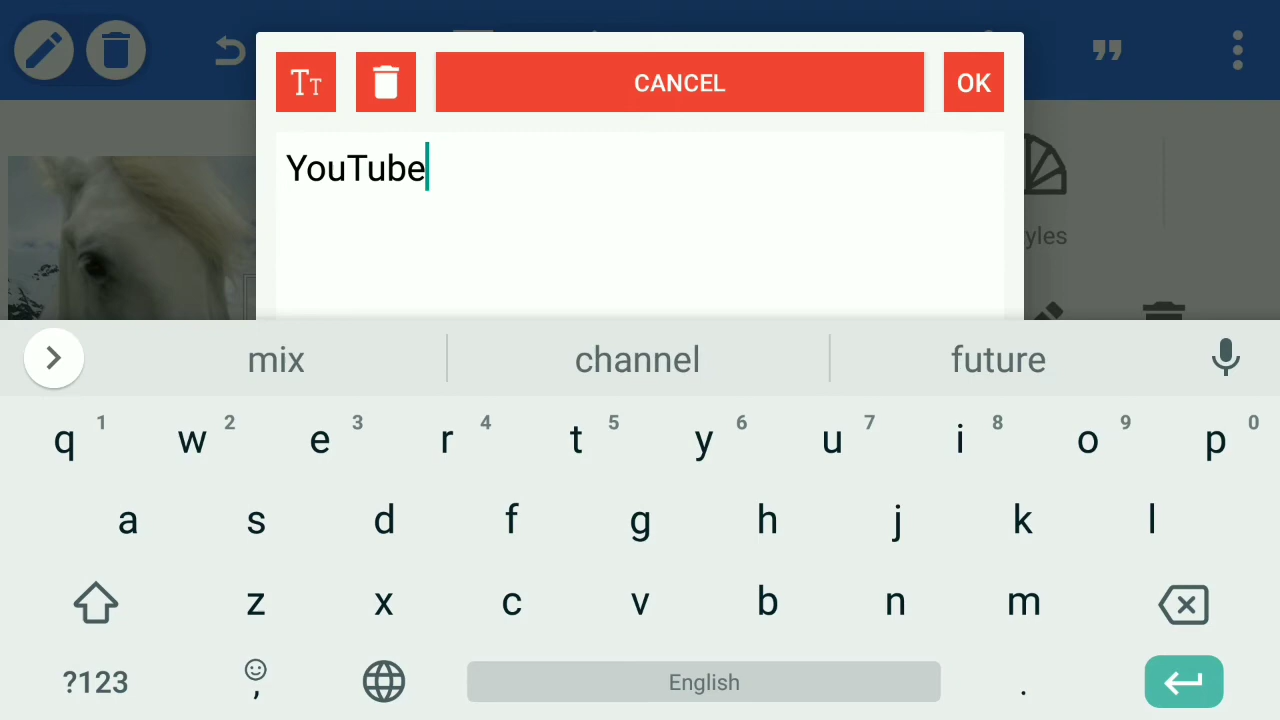 TT
CANCEL
OK
YouTube
yles
mix
channel
future
q 1 w 2 e 3 r 4 t 5 y 6 u 7 i 8 o 9 p 0
a s d f g h j k l
z x c v b n m
?123
,
English
.